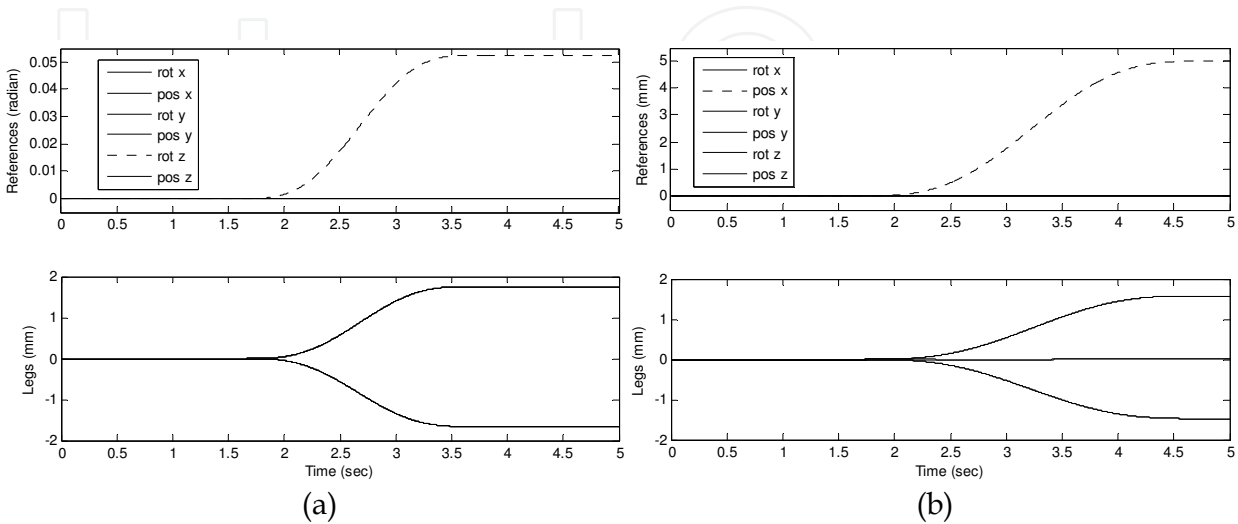 References (radian)
0.05
0.04
0.03
0.02
0.01
0
rot x
pos x
rot y
pos y
rot z
pos z
0 0.5 1 1.5 2 2.5 3 3.5 4 4.5 5
Legs (mm)
2
1
0
-1
-2
0 0.5 1 1.5 2 2.5 3 3.5 4 4.5 5
Time (sec)
(a)
References (mm)
5
4
3
2
1
0
rot x
pos x
rot y
pos y
rot z
pos z
0 0.5 1 1.5 2 2.5 3 3.5 4 4.5 5
Legs (mm)
2
1
0
-1
-2
0 0.5 1 1.5 2 2.5 3 3.5 4 4.5 5
Time (sec)
(b)